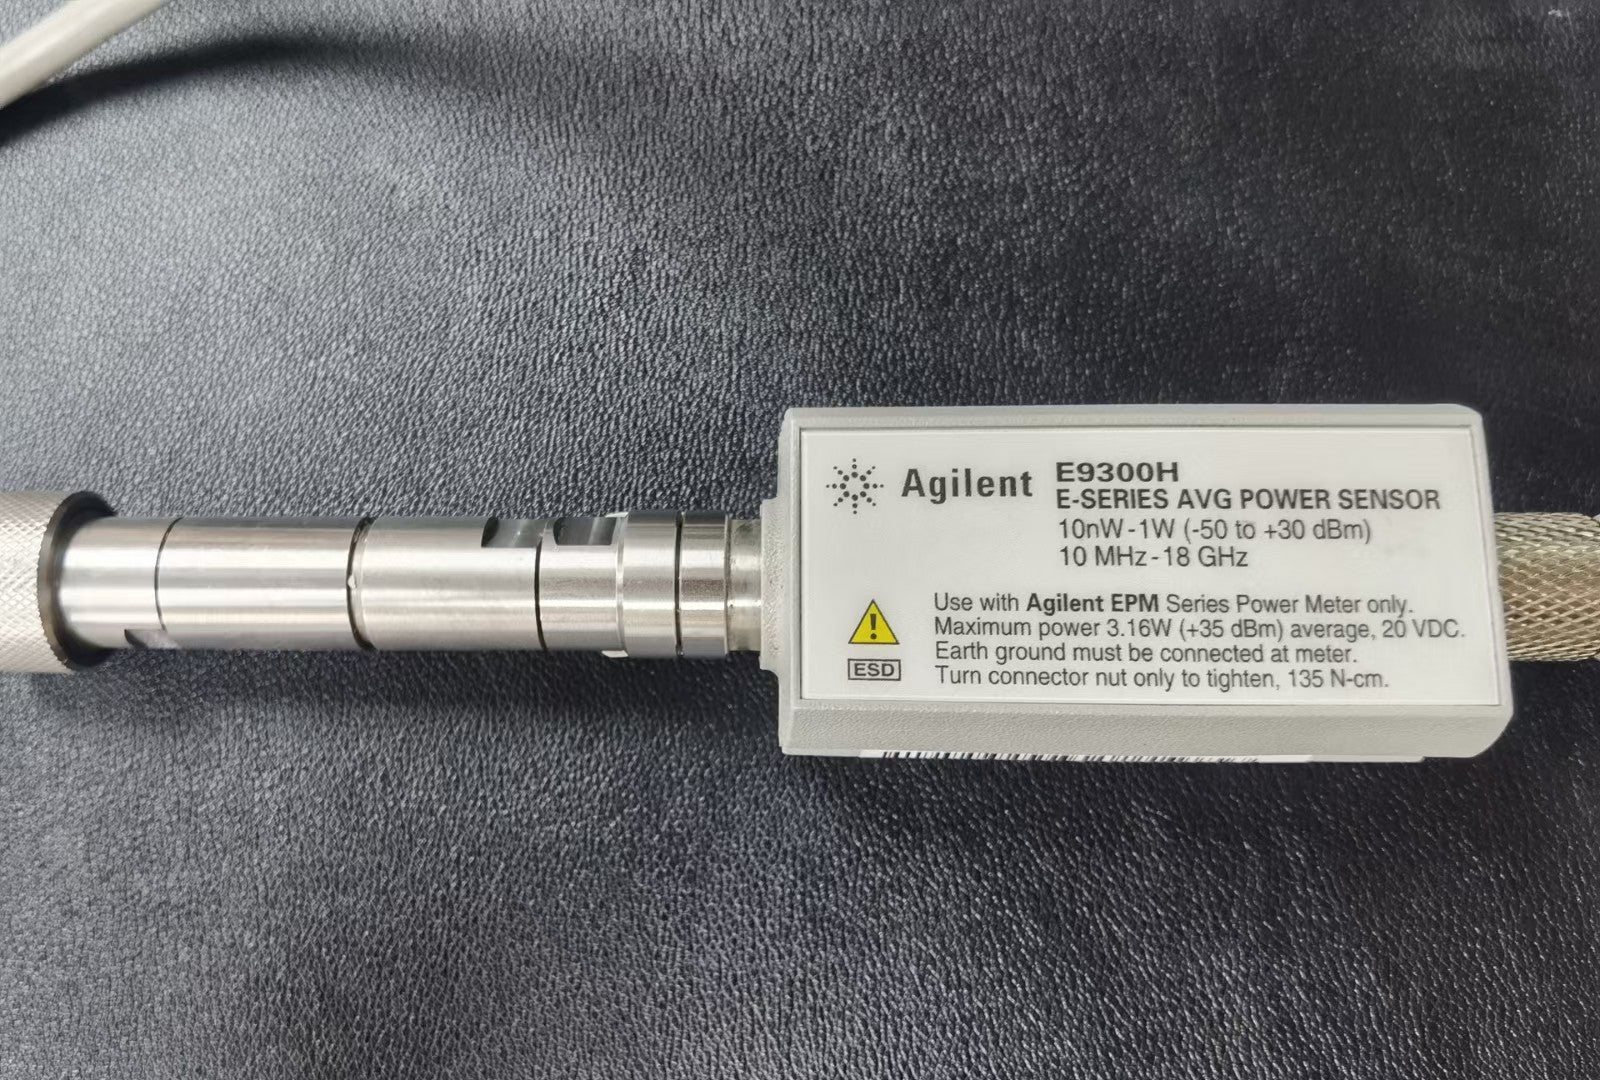 Agilent E9300H
E-SERIES AVG POWER SENSOR
10nW-1W (-50 to +30 dBm)
10 MHz-18 GHz
Use with Agilent EPM Series Power Meter only.
Maximum power 3.16W (+35 dBm) average, 20 VDC.
Earth ground must be connected at meter.
ESD Turn connector nut only to tighten, 135 N-cm.